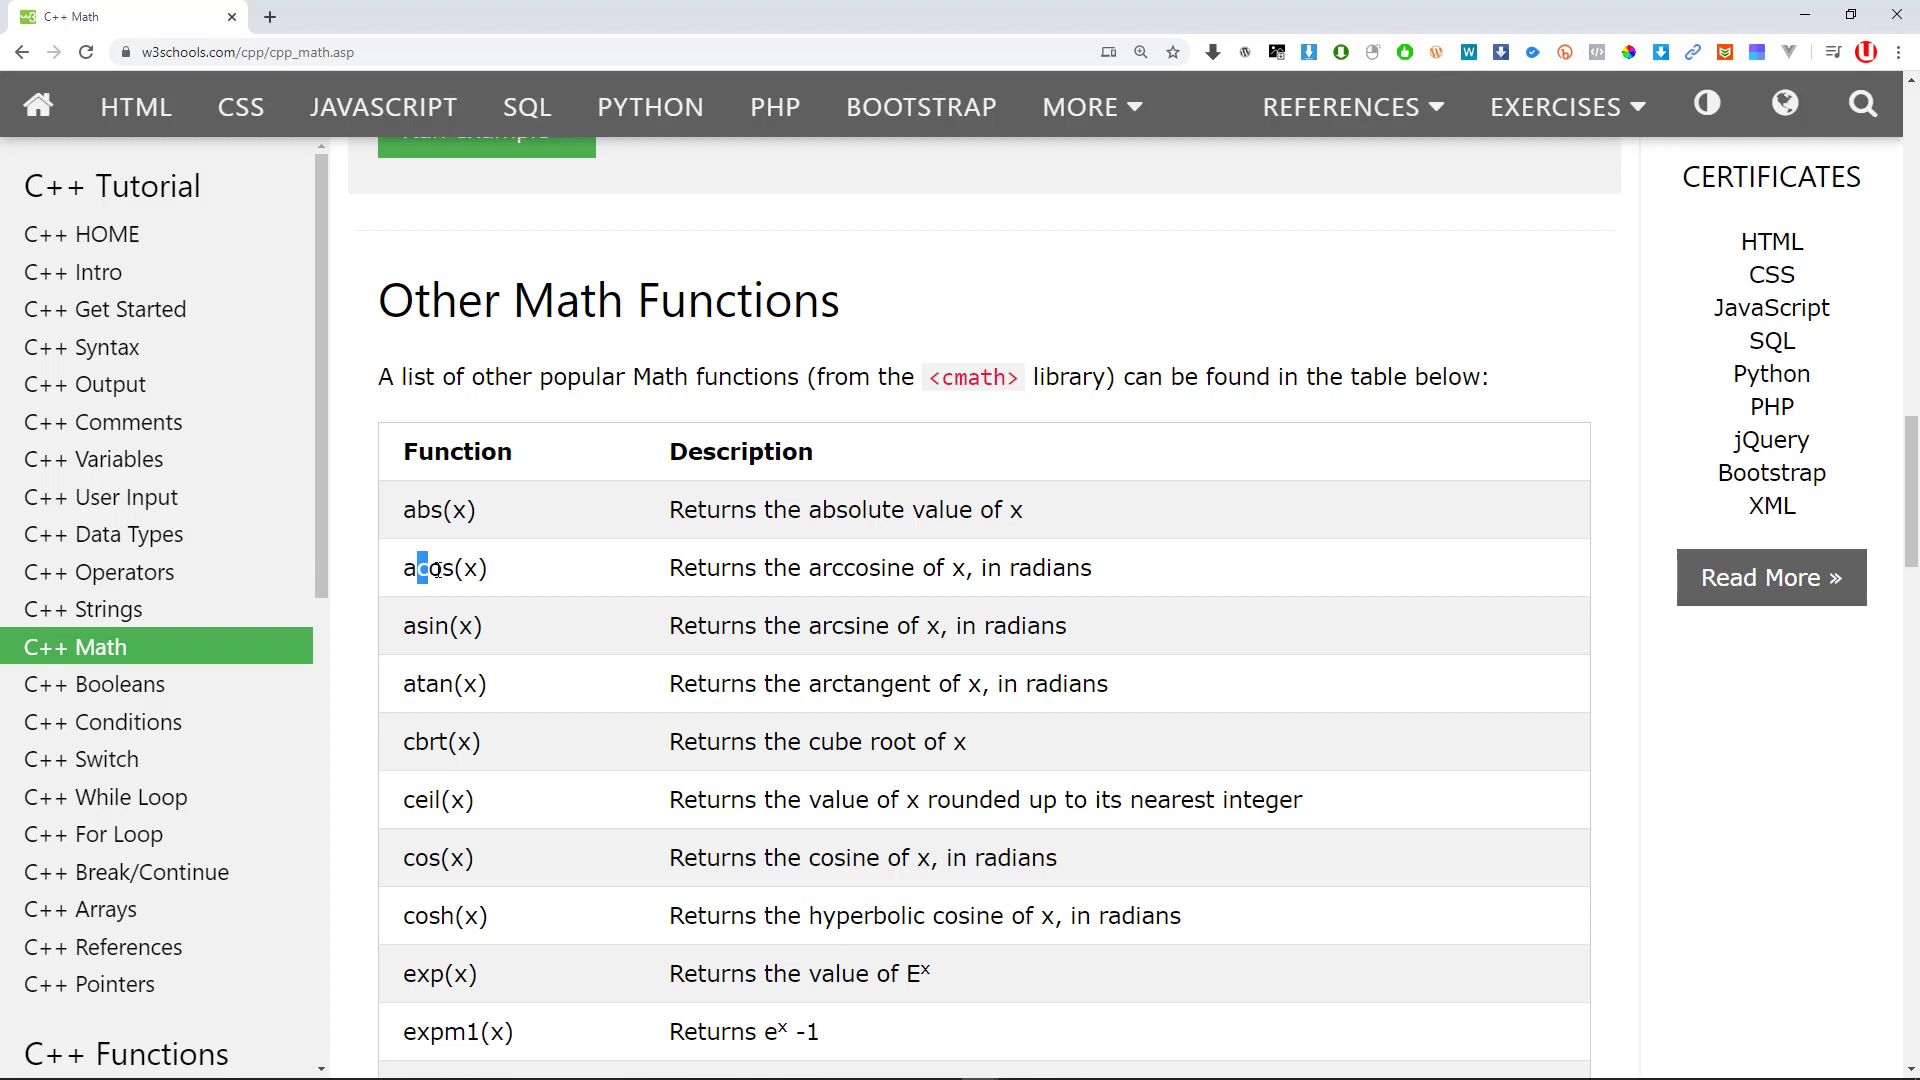 C++ Math
w3schools.com/cpp/cpp_math.asp
HTML CSS JAVASCRIPT SQL PYTHON PHP BOOTSTRAP MORE REFERENCES EXERCISES
C++ Tutorial
C++ HOME
C++ Intro
C++ Get Started
C++ Syntax
C++ Output
C++ Comments
C++ Variables
C++ User Input
C++ Data Types
C++ Operators
C++ Strings
C++ Math
C++ Booleans
C++ Conditions
C++ Switch
C++ While Loop
C++ For Loop
C++ Break/Continue
C++ Arrays
C++ References
C++ Pointers
C++ Functions
Other Math Functions
A list of other popular Math functions (from the <cmath> library) can be found in the table below:
Function Description
abs(x) Returns the absolute value of x
acos(x) Returns the arccosine of x, in radians
asin(x) Returns the arcsine of x, in radians
atan(x) Returns the arctangent of x, in radians
cbrt(x) Returns the cube root of x
ceil(x) Returns the value of x rounded up to its nearest integer
cos(x) Returns the cosine of x, in radians
cosh(x) Returns the hyperbolic cosine of x, in radians
exp(x) Returns the value of Eˣ
expm1(x) Returns eˣ -1
CERTIFICATES
HTML
CSS
JavaScript
SQL
Python
PHP
jQuery
Bootstrap
XML
Read More »